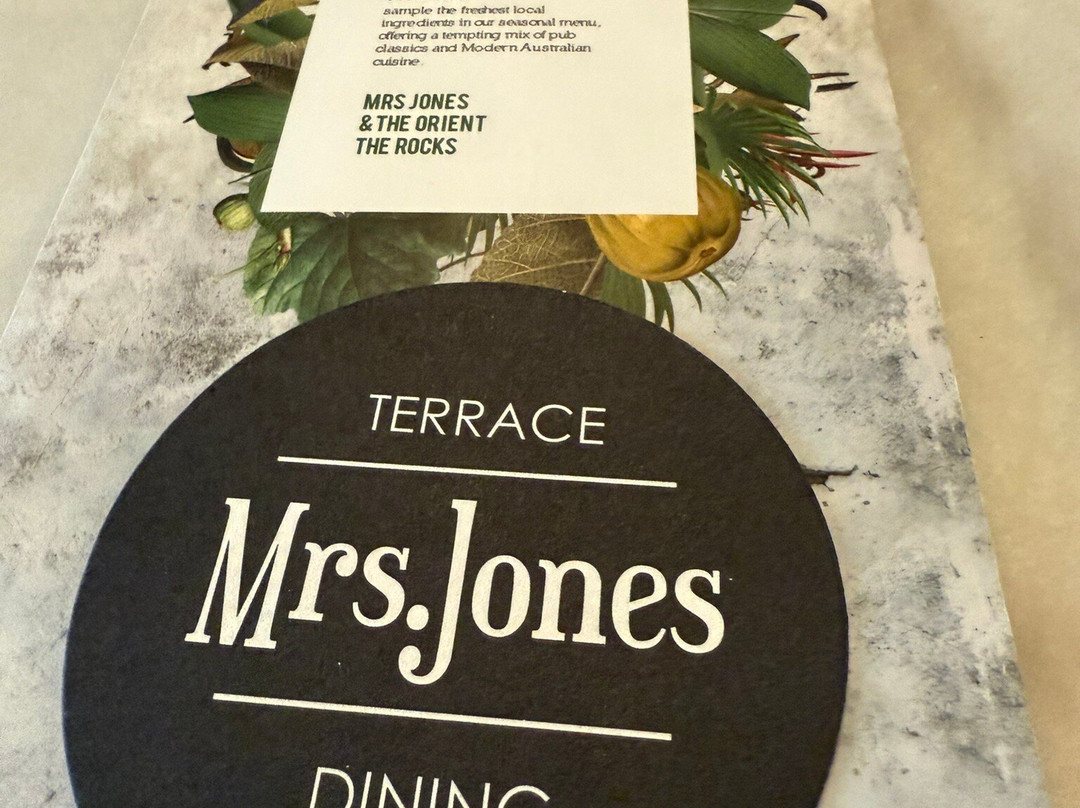 sample the freshest local
ingredients in our seasonal menu,
offering a tempting mix of pub
classics and Modern Australian
cuisine.
MRS JONES
& THE ORIENT
THE ROCKS
TERRACE
Mrs. Jones
DINING